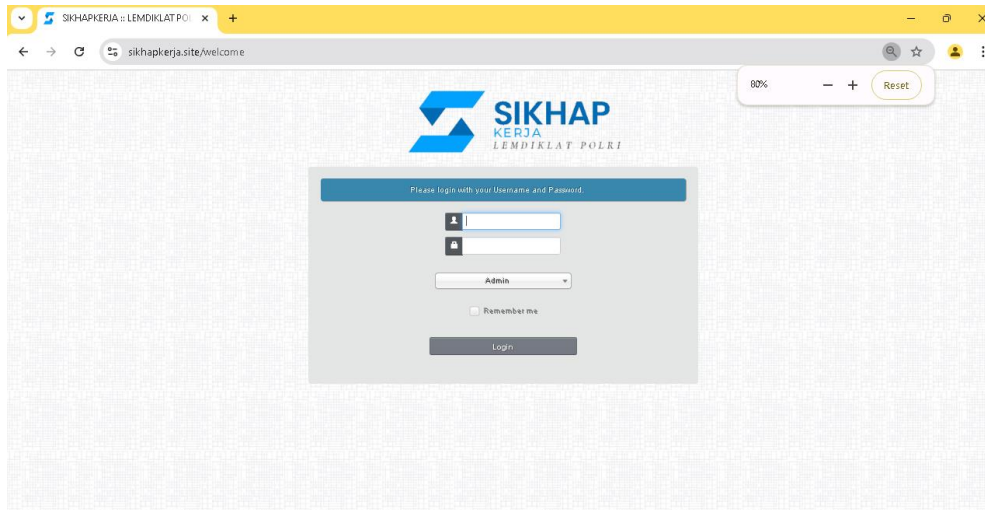 SIKHAPKERJA :: LEMDIKLAT POL
sikhapkerja.site/welcome
80%
Reset
SIKHAP
KERJA
LEMDIKLAT POLRI
Please login with your Username and Password.
Admin
Remember me
Login